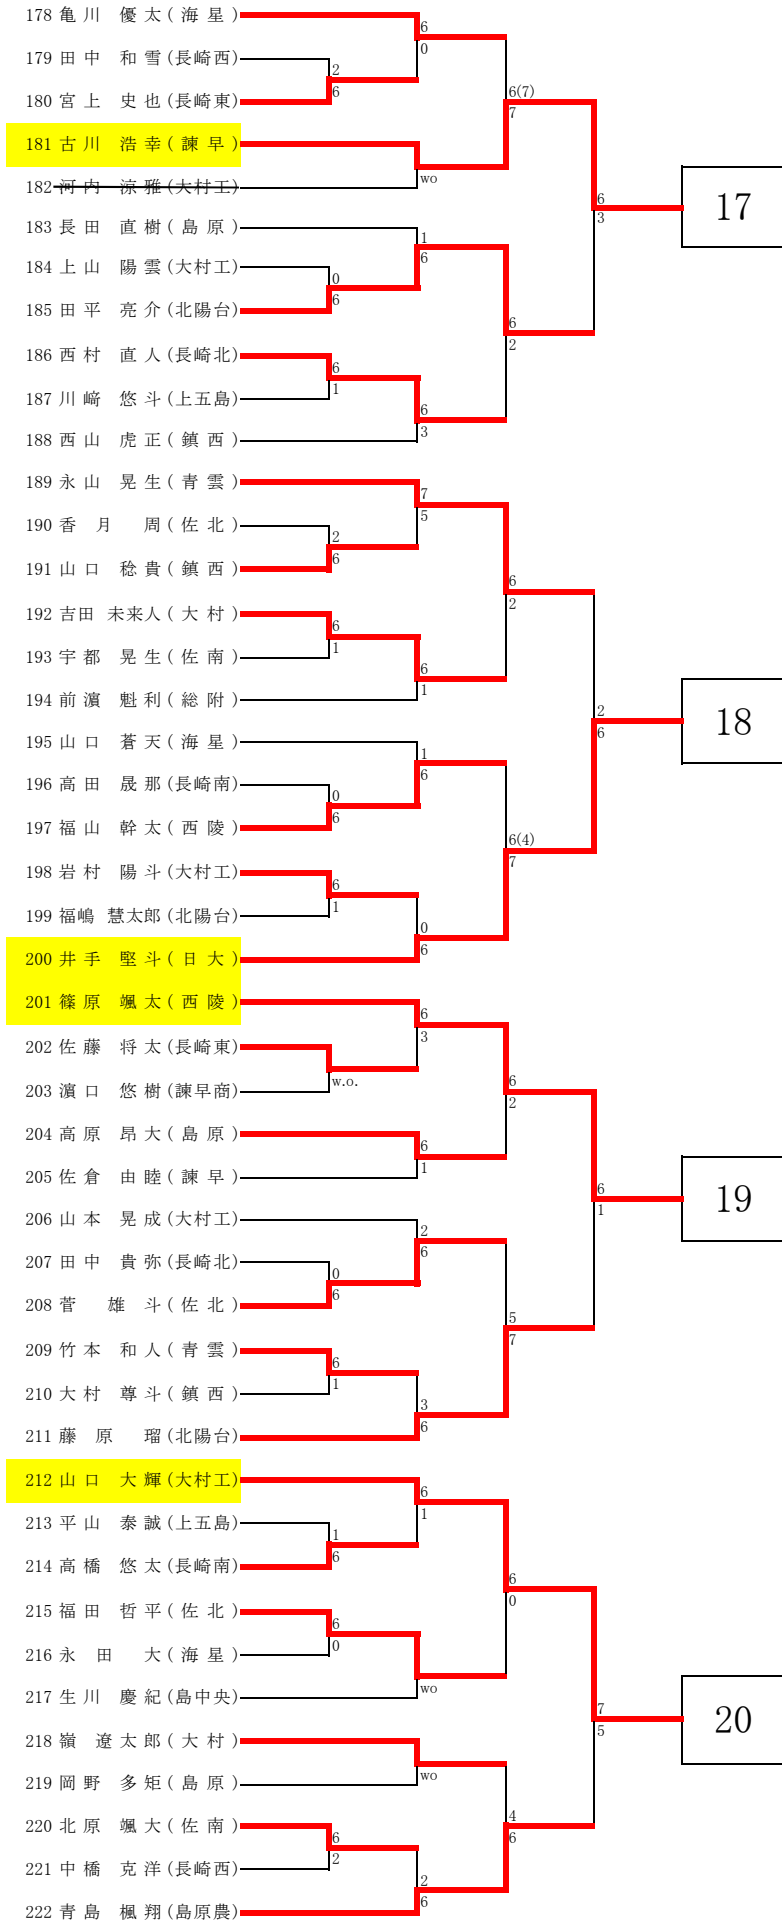 178 亀川 優太(海星)
6
0
179 田中 和雪(長崎西)
2
6
180 宮上 史也(長崎東)
6(7)
7
181 古川 浩幸(諫早)
wo
182 河内 涼雅(大村工)
6
3
17
183 長田 直樹(島原)
1
6
184 上山 陽雲(大村工)
0
6
185 田平 亮介(北陽台)
6
2
186 西村 直人(長崎北)
6
1
187 川﨑 悠斗(上五島)
6
3
188 西山 虎正(鎮西)
189 永山 晃生(青雲)
7
5
190 香月 周(佐北)
2
6
191 山口 稔貴(鎮西)
6
2
192 吉田 未来人(大村)
6
1
193 宇都 晃生(佐南)
6
1
194 前濵 魁利(総附)
2
6
18
195 山口 蒼天(海星)
1
6
196 高田 晟那(長崎南)
0
6
197 福山 幹太(西陵)
6(4)
7
198 岩村 陽斗(大村工)
6
1
199 福嶋 慧太郎(北陽台)
0
6
200 井手 堅斗(日大)
201 篠原 颯太(西陵)
6
3
202 佐藤 将太(長崎東)
w.o.
203 濵口 悠樹(諫早商)
6
2
204 高原 昂大(島原)
6
1
205 佐倉 由睦(諫早)
6
1
19
206 山本 晃成(大村工)
2
6
207 田中 貴弥(長崎北)
0
6
208 菅 雄斗(佐北)
5
7
209 竹本 和人(青雲)
6
1
210 大村 尊斗(鎮西)
3
6
211 藤原 瑠(北陽台)
212 山口 大輝(大村工)
6
1
213 平山 泰誠(上五島)
1
6
214 高橋 悠太(長崎南)
6
0
215 福田 哲平(佐北)
6
0
216 永田 大(海星)
wo
217 生川 慶紀(島中央)
7
5
20
218 嶺 遼太郎(大村)
wo
219 岡野 多矩(島原)
4
6
220 北原 颯大(佐南)
6
2
221 中橋 克洋(長崎西)
2
6
222 青島 楓翔(島原農)